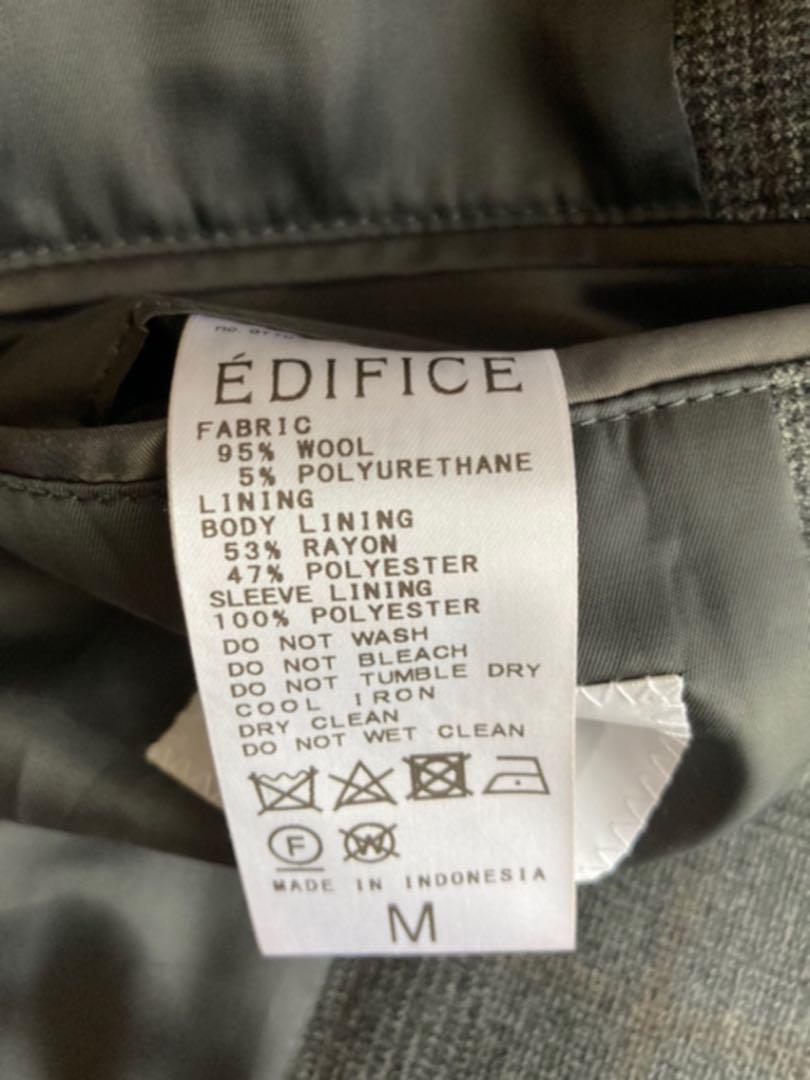 ÉDIFICE
FABRIC
95% WOOL
5% POLYURETHANE
LINING
BODY LINING
53% RAYON
47% POLYESTER
SLEEVE LINING
100% POLYESTER
DO NOT WASH
DO NOT BLEACH
DO NOT TUMBLE DRY
COOL IRON
DRY CLEAN
DO NOT WET CLEAN
F W
MADE IN INDONESIA
M